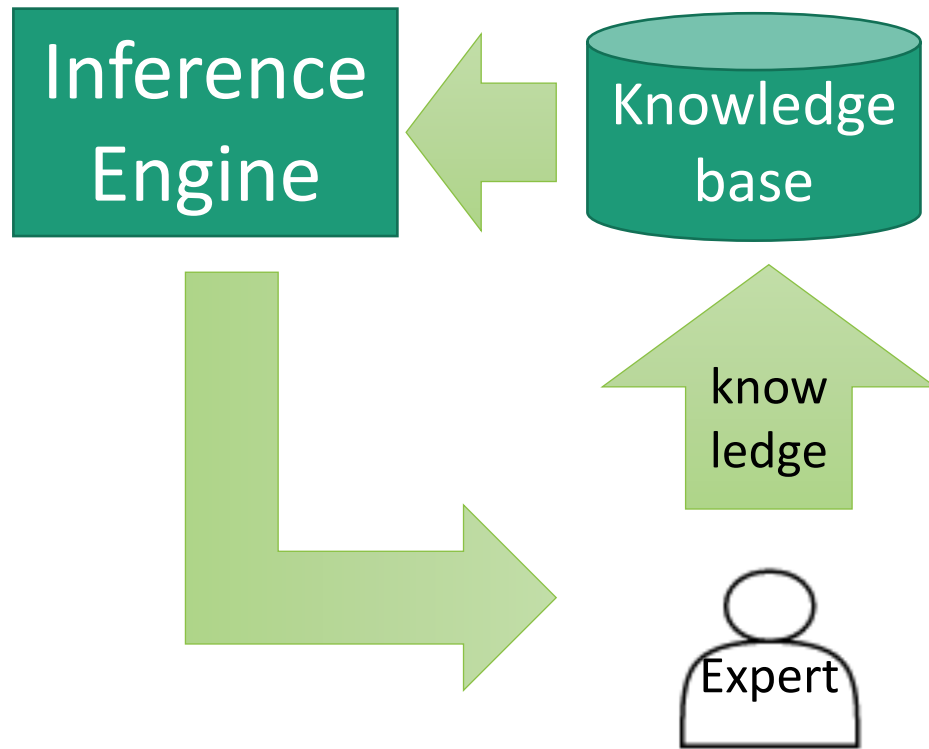 Inference
Engine
Knowledge
base
know
ledge
Expert